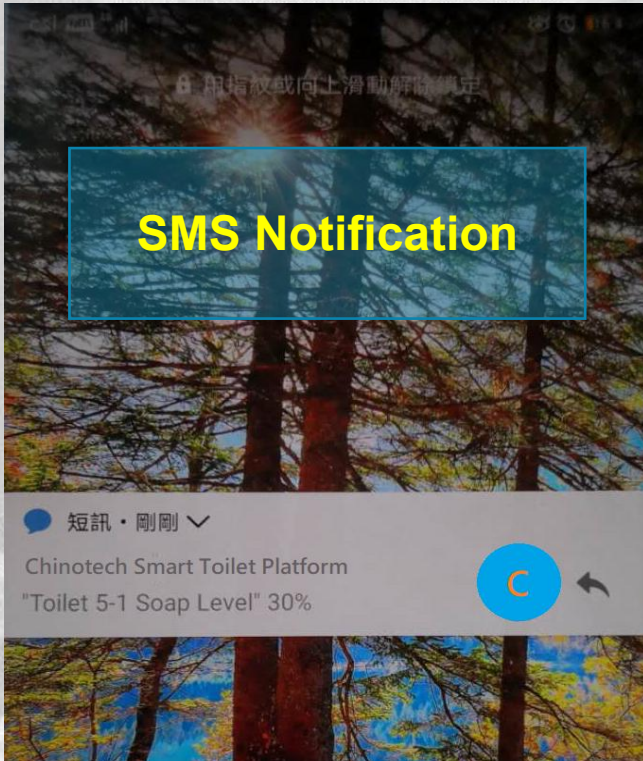 用指紋或向上滑動解除鎖定
SMS Notification
短訊・剛剛
Chinotech Smart Toilet Platform
"Toilet 5-1 Soap Level" 30%
C